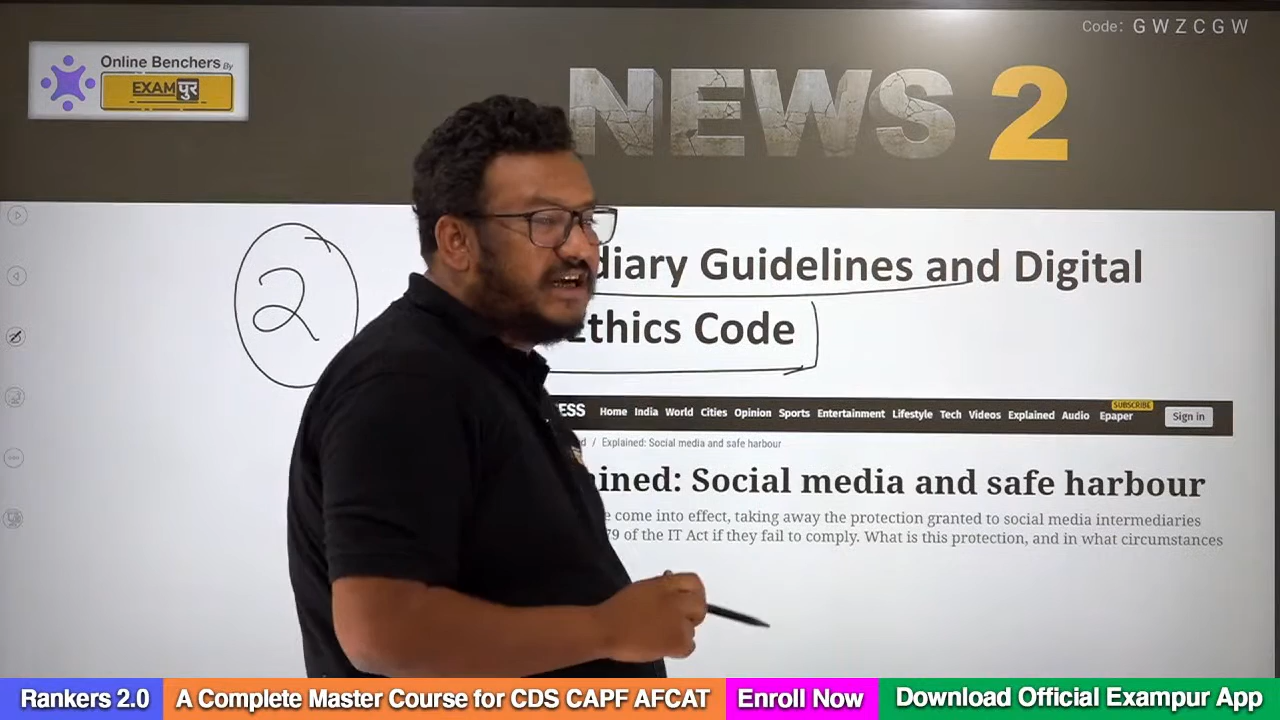 Code: GWZCGW
Online Benchers By
EXAMपुर
NEWS 2
2
diary Guidelines and Digital
Ethics Code
ESS Home India World Cities Opinion Sports Entertainment Lifestyle Tech Videos Explained Audio Epaper SUBSCRIBE Sign in
d / Explained: Social media and safe harbour
ained: Social media and safe harbour
e come into effect, taking away the protection granted to social media intermediaries
79 of the IT Act if they fail to comply. What is this protection, and in what circumstances
Rankers 2.0 A Complete Master Course for CDS CAPF AFCAT Enroll Now Download Official Exampur App